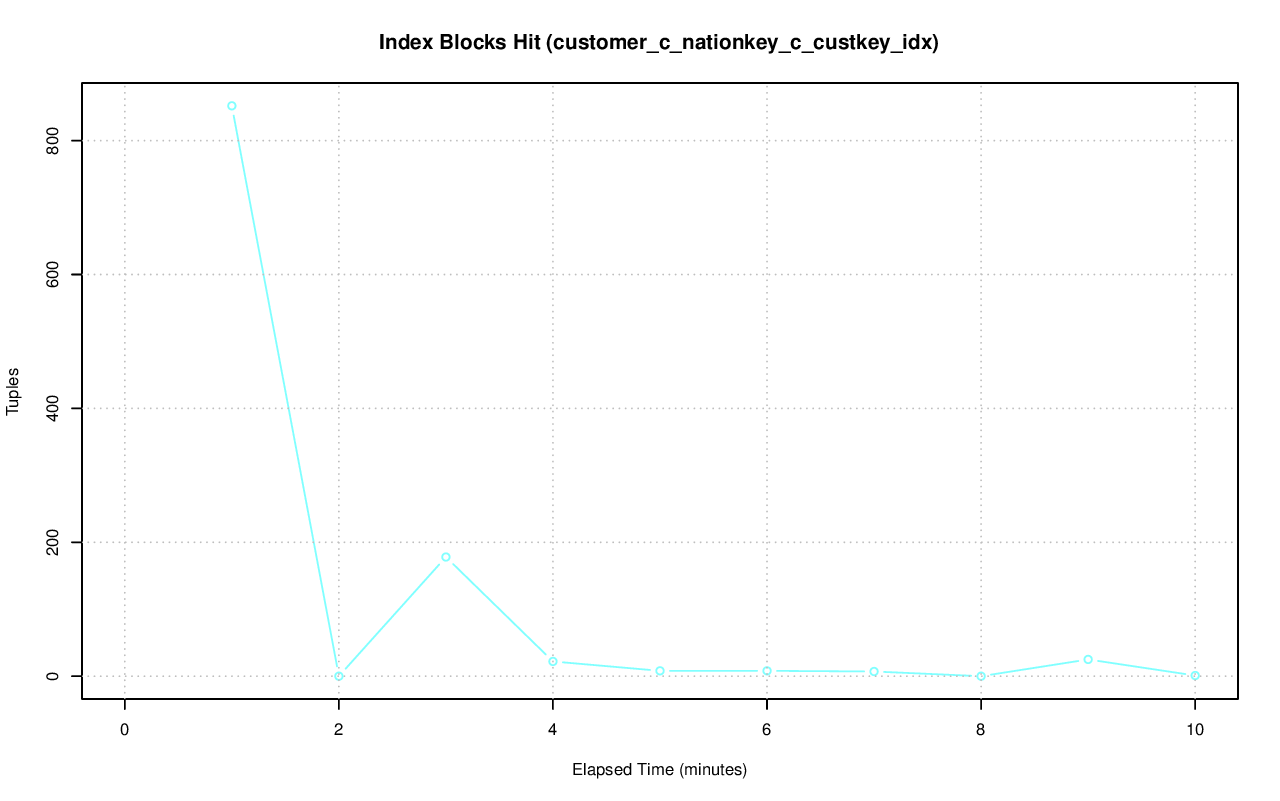 Index Blocks Hit (customer_c_nationkey_c_custkey_idx)
800
600
400
200
0
Tuples
0 2 4 6 8 10
Elapsed Time (minutes)